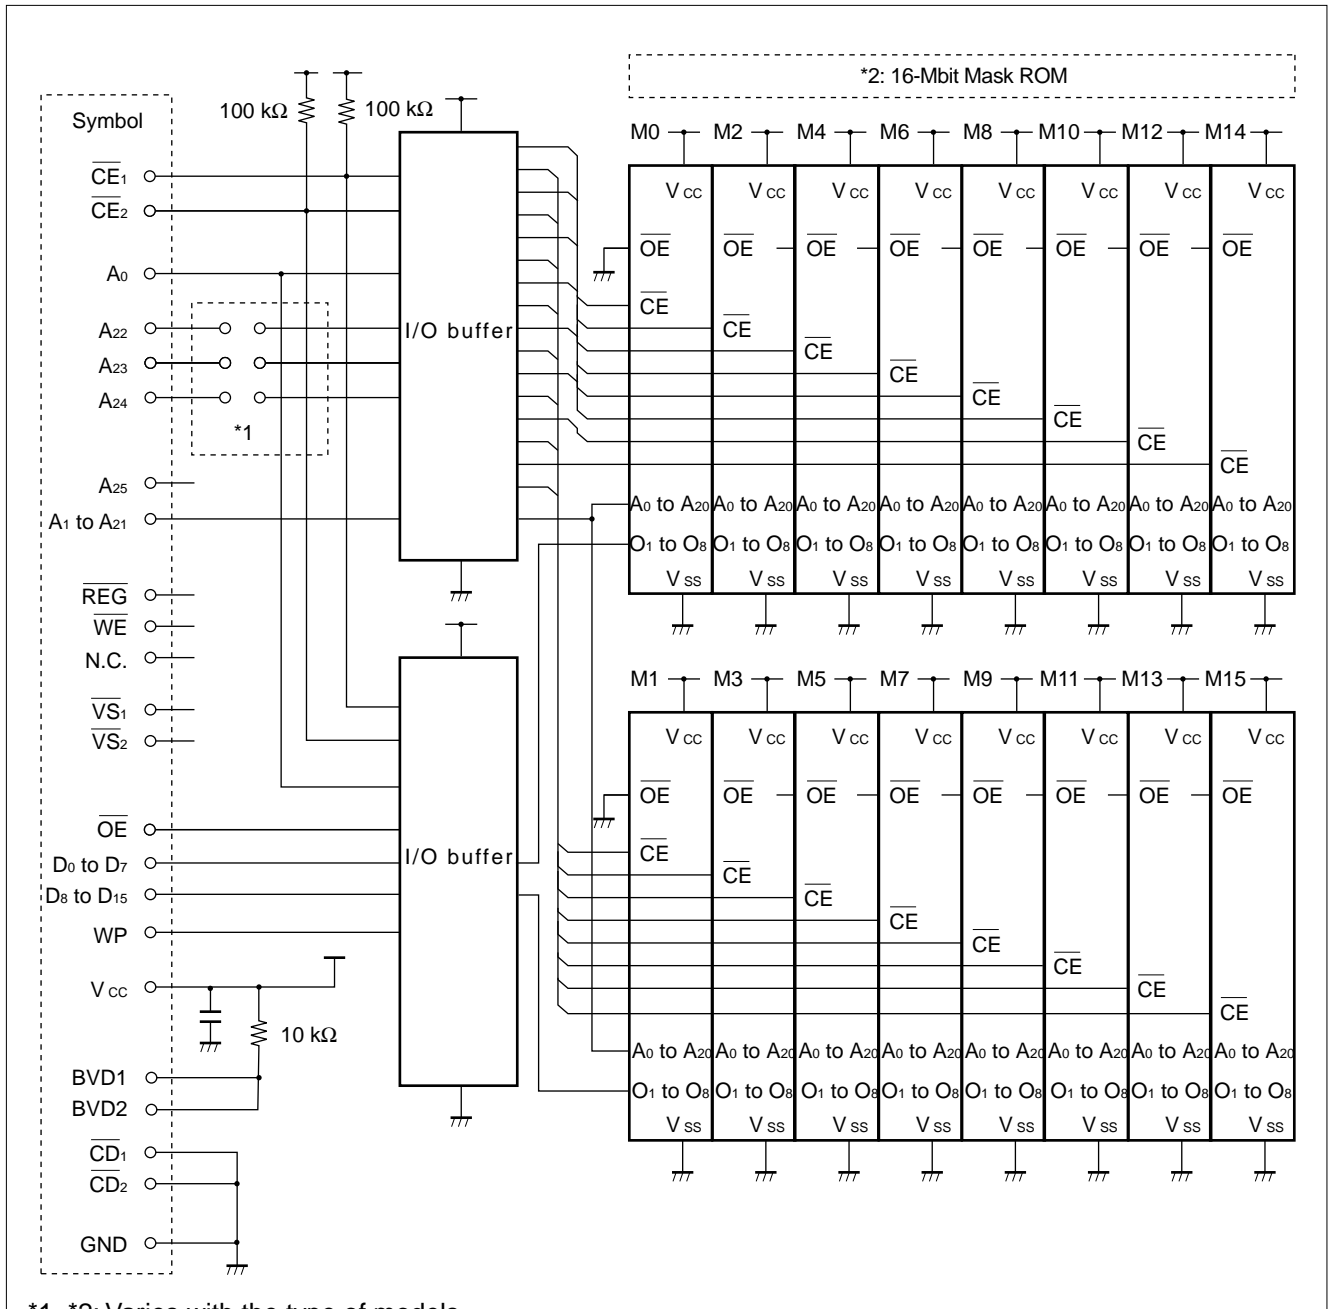 *2: 16-Mbit Mask ROM
100 kΩ 100 kΩ
Symbol
M0 M2 M4 M6 M8 M10 M12 M14
CE1
CE2
A0
A22
A23
A24
*1
A25
A1 to A21
I/O buffer
VCC VCC VCC VCC VCC VCC VCC VCC
OE OE OE OE OE OE OE OE
CE
CE
CE
CE
CE
CE
CE
CE
A0 to A20 A0 to A20 A0 to A20 A0 to A20 A0 to A20 A0 to A20 A0 to A20 A0 to A20
O1 to O8 O1 to O8 O1 to O8 O1 to O8 O1 to O8 O1 to O8 O1 to O8 O1 to O8
VSS VSS VSS VSS VSS VSS VSS VSS
REG
WE
N.C.
VS1
VS2
OE
D0 to D7
D8 to D15
WP
I/O buffer
M1 M3 M5 M7 M9 M11 M13 M15
VCC VCC VCC VCC VCC VCC VCC VCC
OE OE OE OE OE OE OE OE
CE
CE
CE
CE
CE
CE
CE
CE
A0 to A20 A0 to A20 A0 to A20 A0 to A20 A0 to A20 A0 to A20 A0 to A20 A0 to A20
O1 to O8 O1 to O8 O1 to O8 O1 to O8 O1 to O8 O1 to O8 O1 to O8 O1 to O8
VSS VSS VSS VSS VSS VSS VSS VSS
VCC
10 kΩ
BVD1
BVD2
CD1
CD2
GND
*1, *2: Varies with the type of models